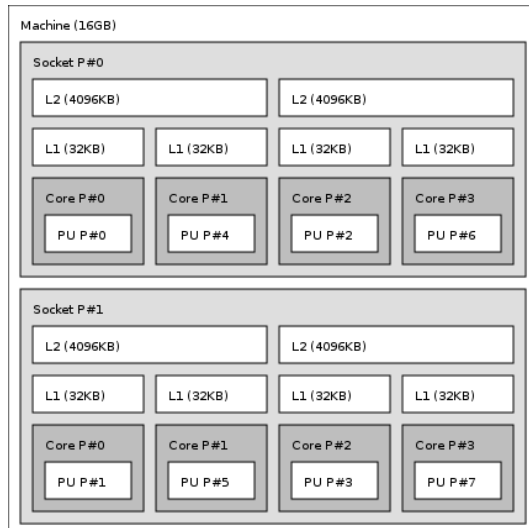 Machine (16GB)
Socket P#0
L2 (4096KB) L2 (4096KB)
L1 (32KB) L1 (32KB) L1 (32KB) L1 (32KB)
Core P#0 Core P#1 Core P#2 Core P#3
PU P#0 PU P#4 PU P#2 PU P#6
Socket P#1
L2 (4096KB) L2 (4096KB)
L1 (32KB) L1 (32KB) L1 (32KB) L1 (32KB)
Core P#0 Core P#1 Core P#2 Core P#3
PU P#1 PU P#5 PU P#3 PU P#7